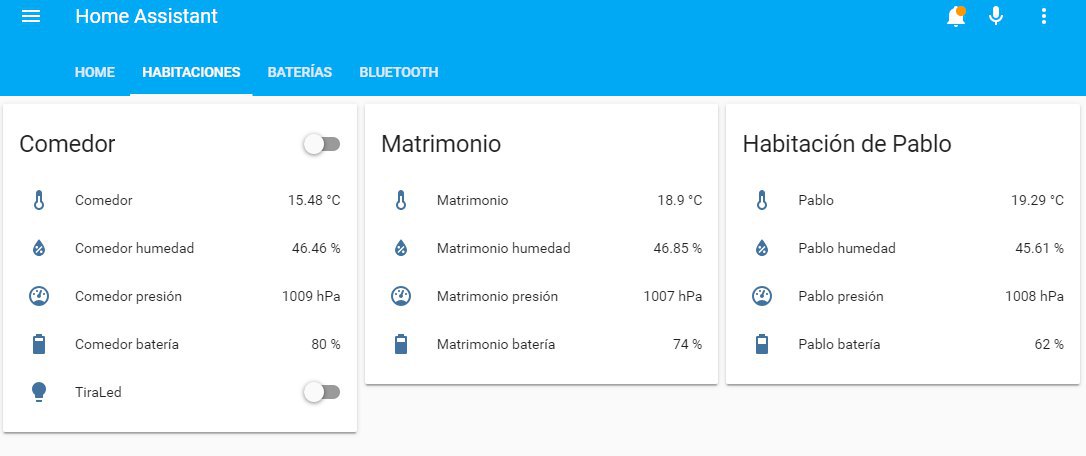 Home Assistant
HOME HABITACIONES BATERÍAS BLUETOOTH
Comedor
Comedor 15.48 °C
Comedor humedad 46.46 %
Comedor presión 1009 hPa
Comedor batería 80 %
TiraLed
Matrimonio
Matrimonio 18.9 °C
Matrimonio humedad 46.85 %
Matrimonio presión 1007 hPa
Matrimonio batería 74 %
Habitación de Pablo
Pablo 19.29 °C
Pablo humedad 45.61 %
Pablo presión 1008 hPa
Pablo batería 62 %